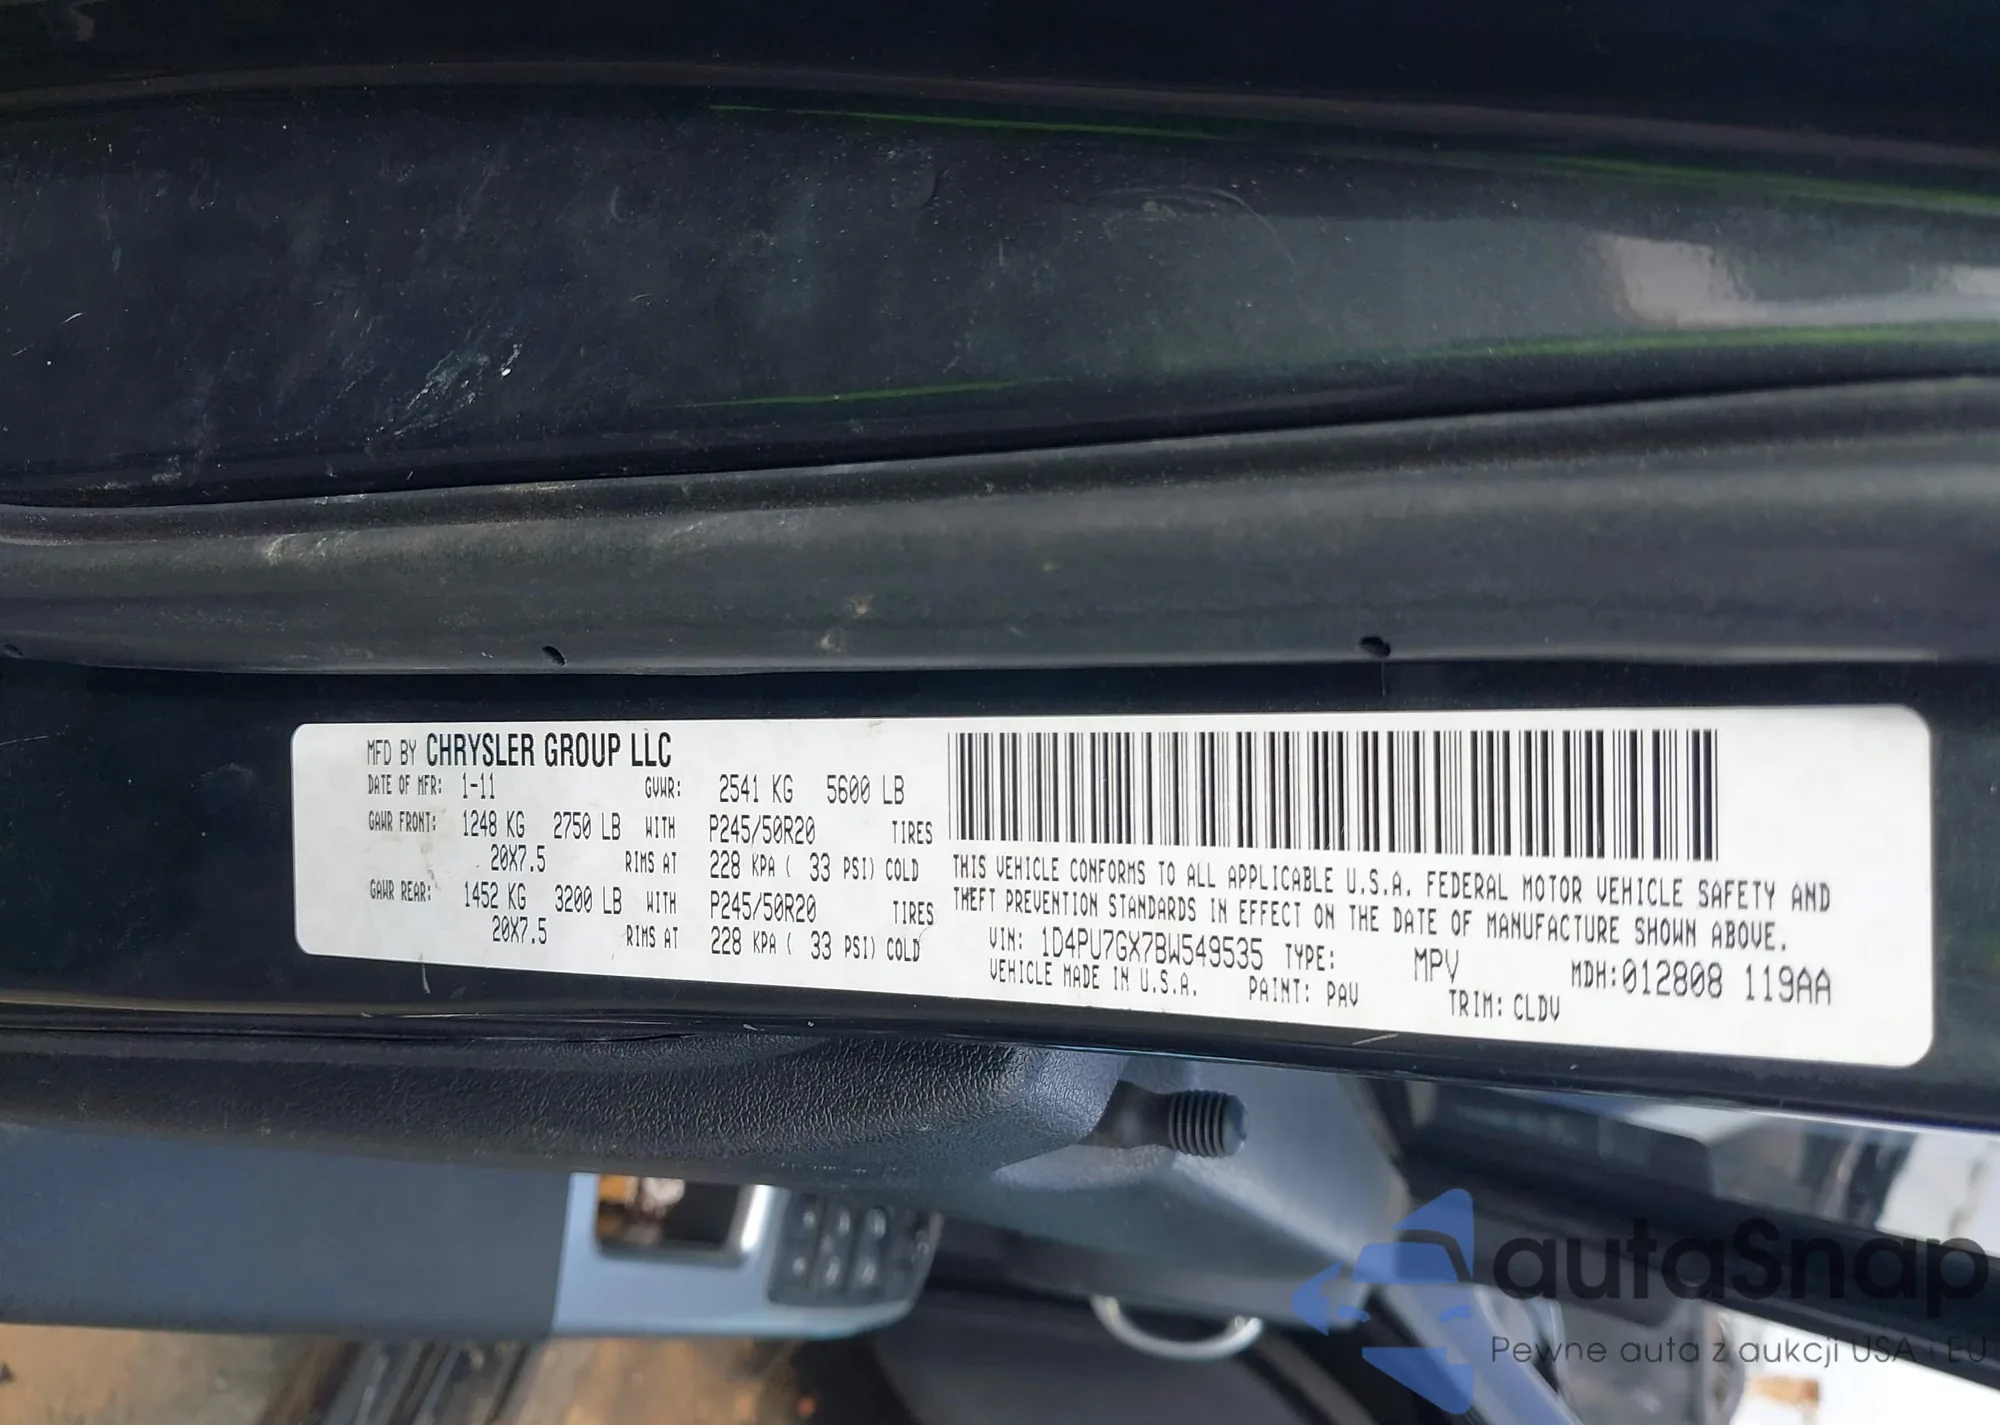 MFD BY CHRYSLER GROUP LLC
DATE OF MFR: 1-11 GVWR: 2541 KG 5600 LB
GAWR FRONT: 1248 KG 2750 LB WITH P245/50R20 TIRES
20X7.5 RIMS AT 228 KPA ( 33 PSI) COLD
GAWR REAR: 1452 KG 3200 LB WITH P245/50R20 TIRES
20X7.5 RIMS AT 228 KPA ( 33 PSI) COLD
THIS VEHICLE CONFORMS TO ALL APPLICABLE U.S.A. FEDERAL MOTOR VEHICLE SAFETY AND
THEFT PREVENTION STANDARDS IN EFFECT ON THE DATE OF MANUFACTURE SHOWN ABOVE.
VIN: 1D4PU7GX7BW549535 TYPE: MPV MDH:012808 119AA
VEHICLE MADE IN U.S.A. PAINT: PAV TRIM: CLDV
autaSnap
Pewne auta z aukcji USA i EU